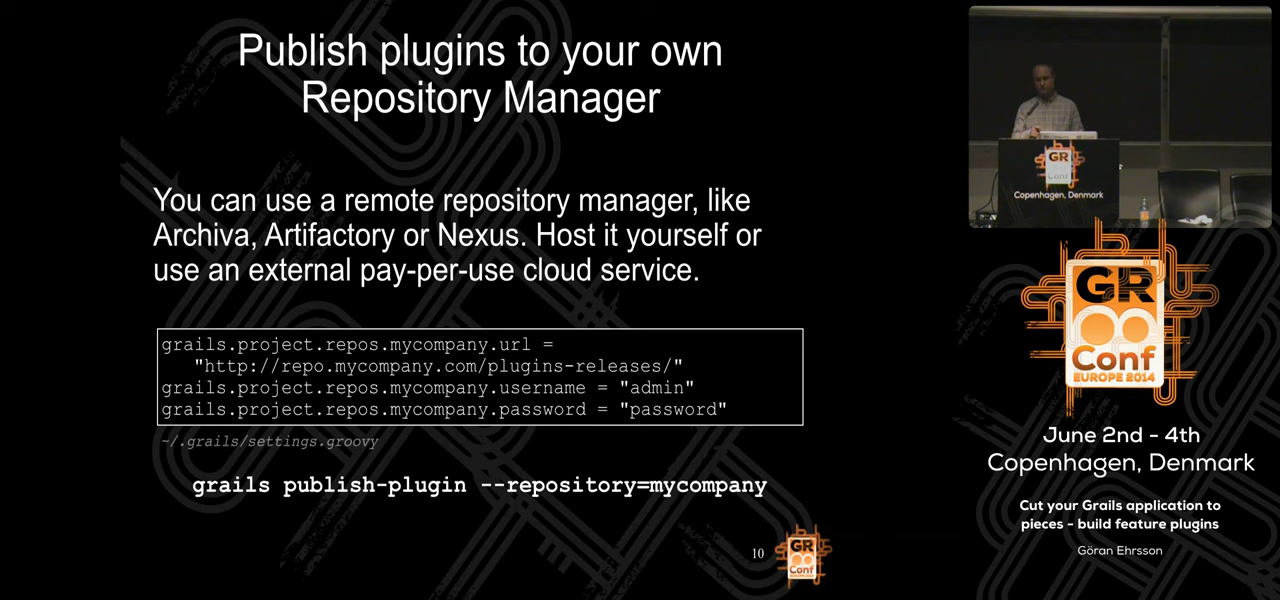 Publish plugins to your own
Repository Manager
You can use a remote repository manager, like
Archiva, Artifactory or Nexus. Host it yourself or
use an external pay-per-use cloud service.
grails.project.repos.mycompany.url =
"http://repo.mycompany.com/plugins-releases/"
grails.project.repos.mycompany.username = "admin"
grails.project.repos.mycompany.password = "password"
~/.grails/settings.groovy
grails publish-plugin --repository=mycompany
10
GR
Conf
EUROPE 2014
GR
Conf
Copenhagen, Denmark
GR
Conf
EUROPE 2014
June 2nd - 4th
Copenhagen, Denmark
Cut your Grails application to
pieces - build feature plugins
Göran Ehrsson